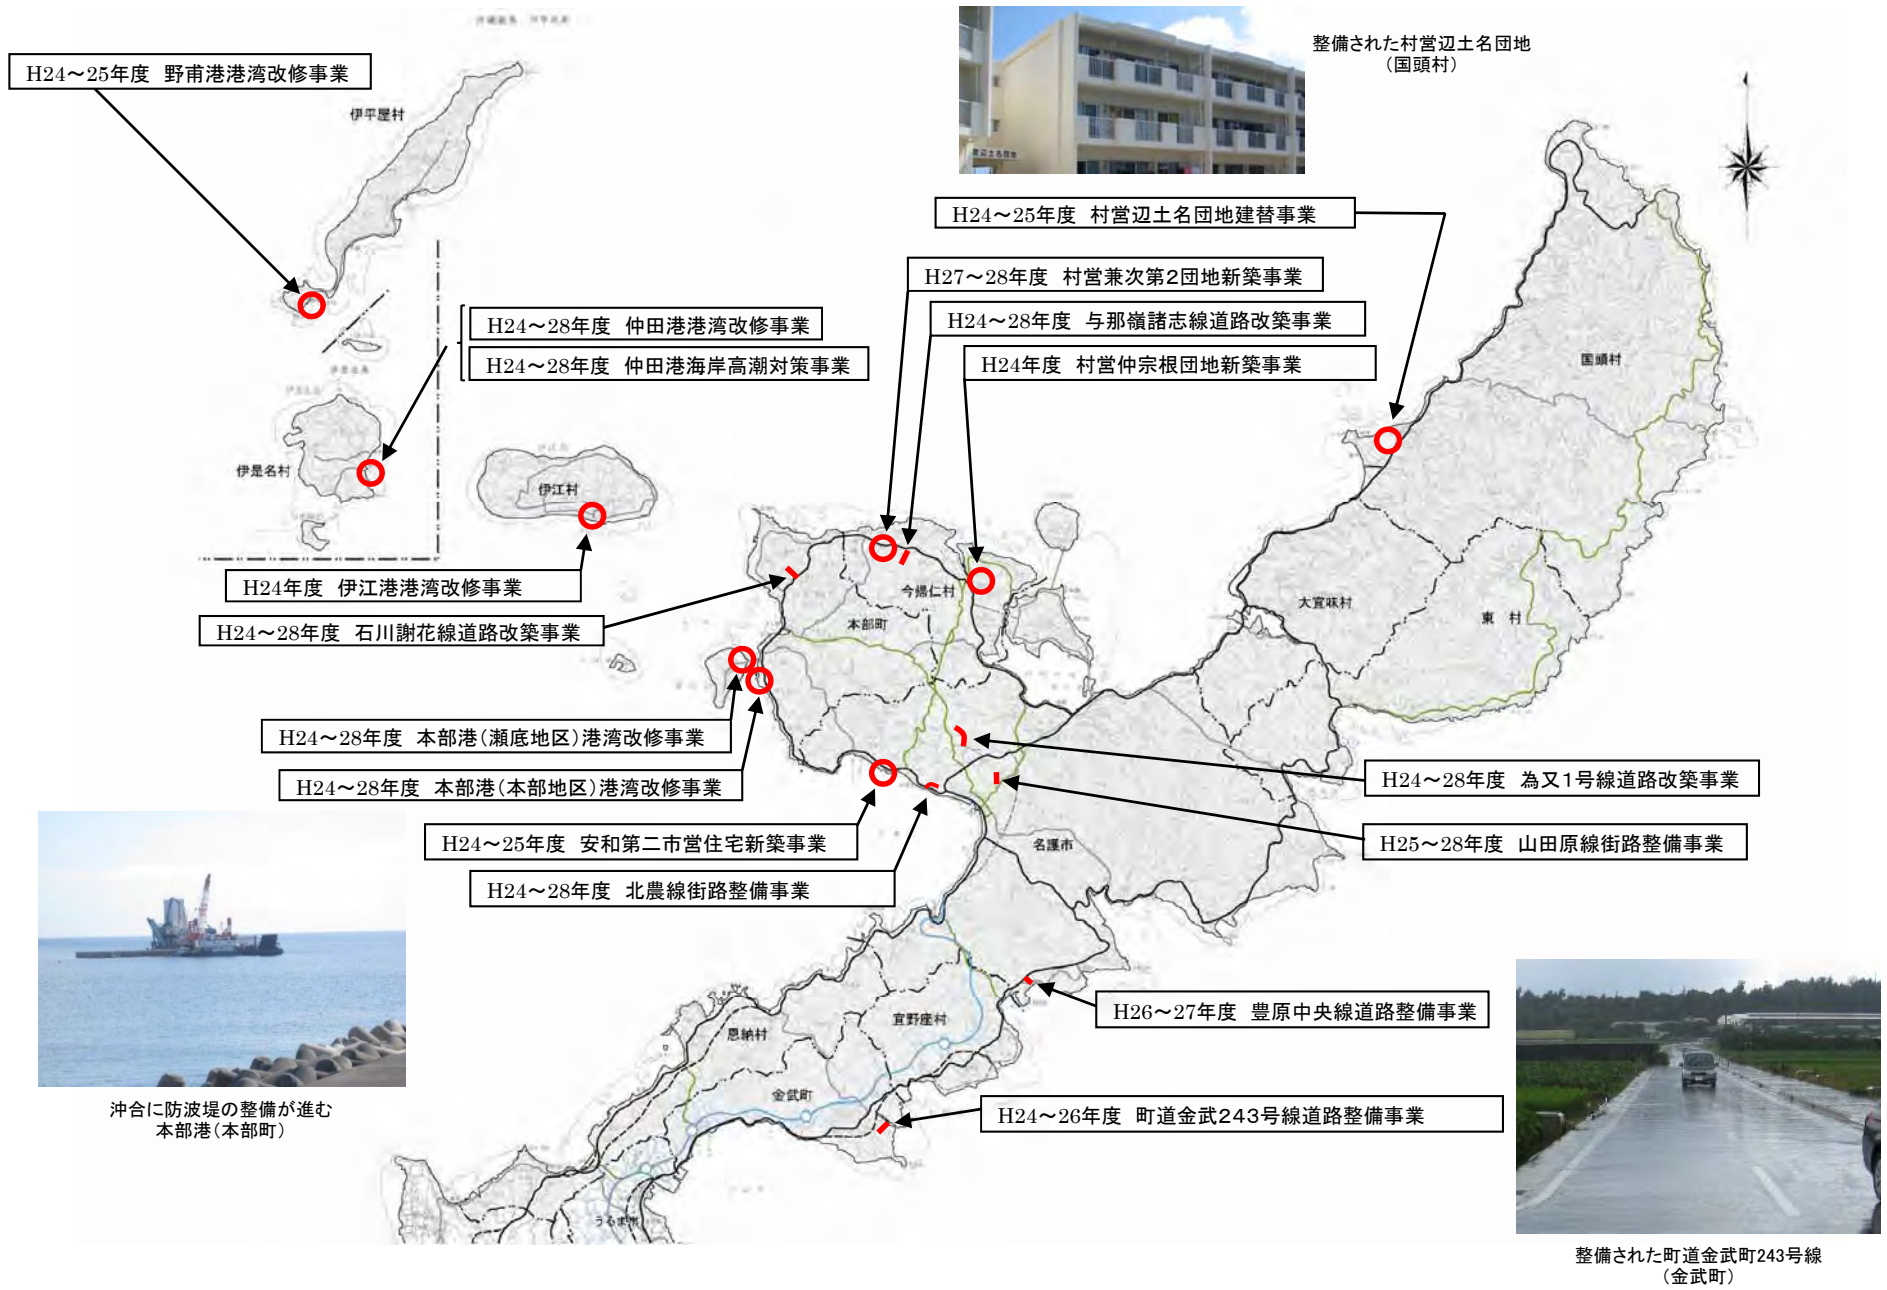 H24～25年度 野甫港港湾改修事業
伊平屋村
整備された村営辺土名団地
（国頭村）
辺土名団地
H24～25年度 村営辺土名団地建替事業
H27～28年度 村営兼次第2団地新築事業
H24～28年度 与那嶺諸志線道路改築事業
H24年度 村営仲宗根団地新築事業
H24～28年度 仲田港港湾改修事業
H24～28年度 仲田港海岸高潮対策事業
国頭村
伊是名村
伊江村
H24年度 伊江港港湾改修事業
今帰仁村
本部町
大宜味村
東 村
H24～28年度 石川謝花線道路改築事業
H24～28年度 本部港（瀬底地区）港湾改修事業
H24～28年度 本部港（本部地区）港湾改修事業
H24～28年度 為又1号線道路改築事業
H24～25年度 安和第二市営住宅新築事業
H25～28年度 山田原線街路整備事業
名護市
H24～28年度 北農線街路整備事業
H26～27年度 豊原中央線道路整備事業
宜野座村
恩納村
金武町
H24～26年度 町道金武243号線道路整備事業
沖合に防波堤の整備が進む
本部港（本部町）
うるま市
整備された町道金武町243号線
（金武町）